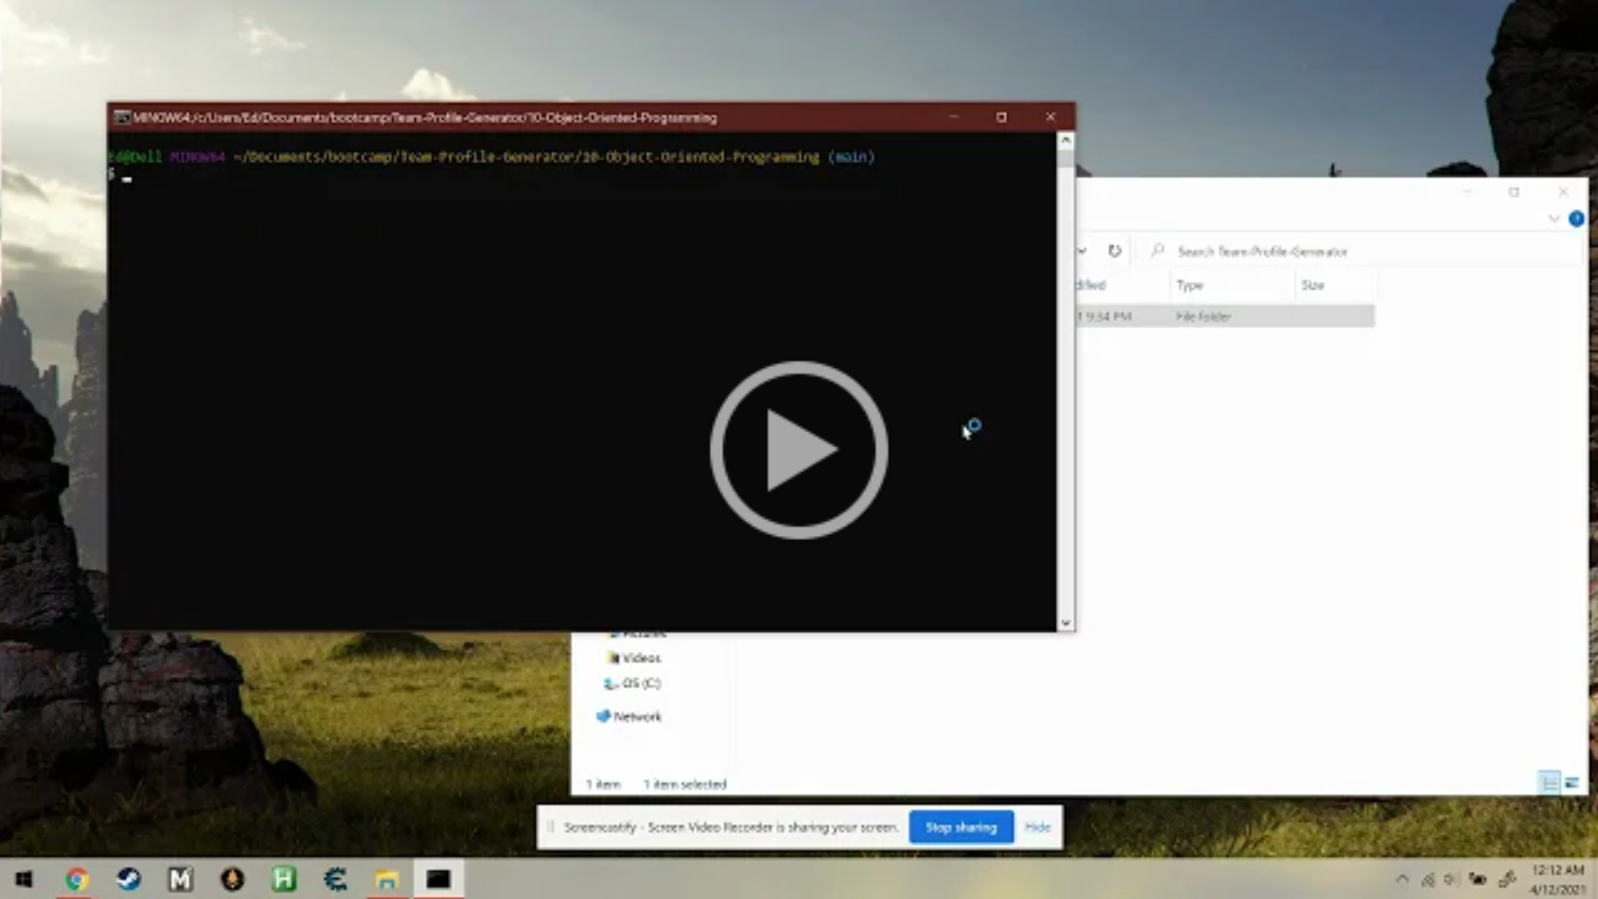 MINGW64:/c/Users/Ed/Documents/bootcamp/Team-Profile-Generator/10-Object-Oriented-Programming
Ed@Dell MINGW64 ~/Documents/bootcamp/Team-Profile-Generator/10-Object-Oriented-Programming (main)
$
Search Team-Profile-Generator
dified Type Size
1 9:34 PM File folder
Pictures
Videos
OS (C:)
Network
1 item 1 item selected
Screencastify - Screen Video Recorder is sharing your screen. Stop sharing Hide
12:12 AM
4/12/2021